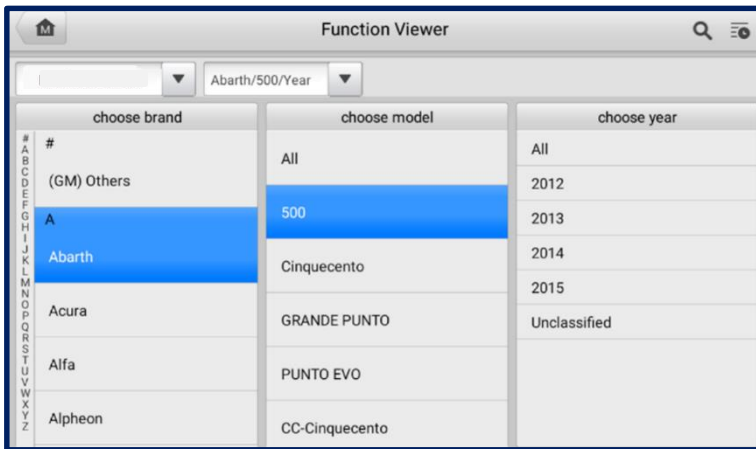 M
Function Viewer
Abarth/500/Year
choose brand
#
A
B
C
D
E
F
G
H
I
J
K
L
M
N
O
P
Q
R
S
T
U
V
W
X
Y
Z
#
(GM) Others
A
Abarth
Acura
Alfa
Alpheon
choose model
All
500
Cinquecento
GRANDE PUNTO
PUNTO EVO
CC-Cinquecento
choose year
All
2012
2013
2014
2015
Unclassified